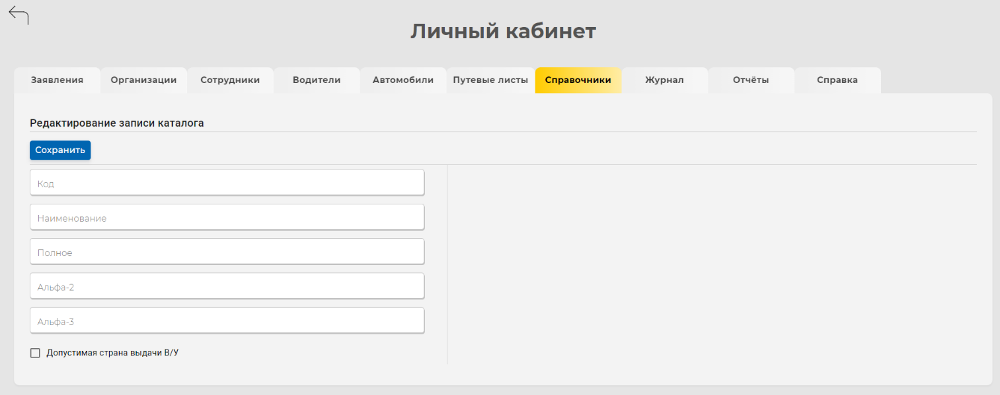 Личный кабинет
Заявления Организации Сотрудники Водители Автомобили Путевые листы Справочники Журнал Отчёты Справка
Редактирование записи каталога
Сохранить
Код
Наименование
Полное
Альфа-2
Альфа-3
Допустимая страна выдачи В/У